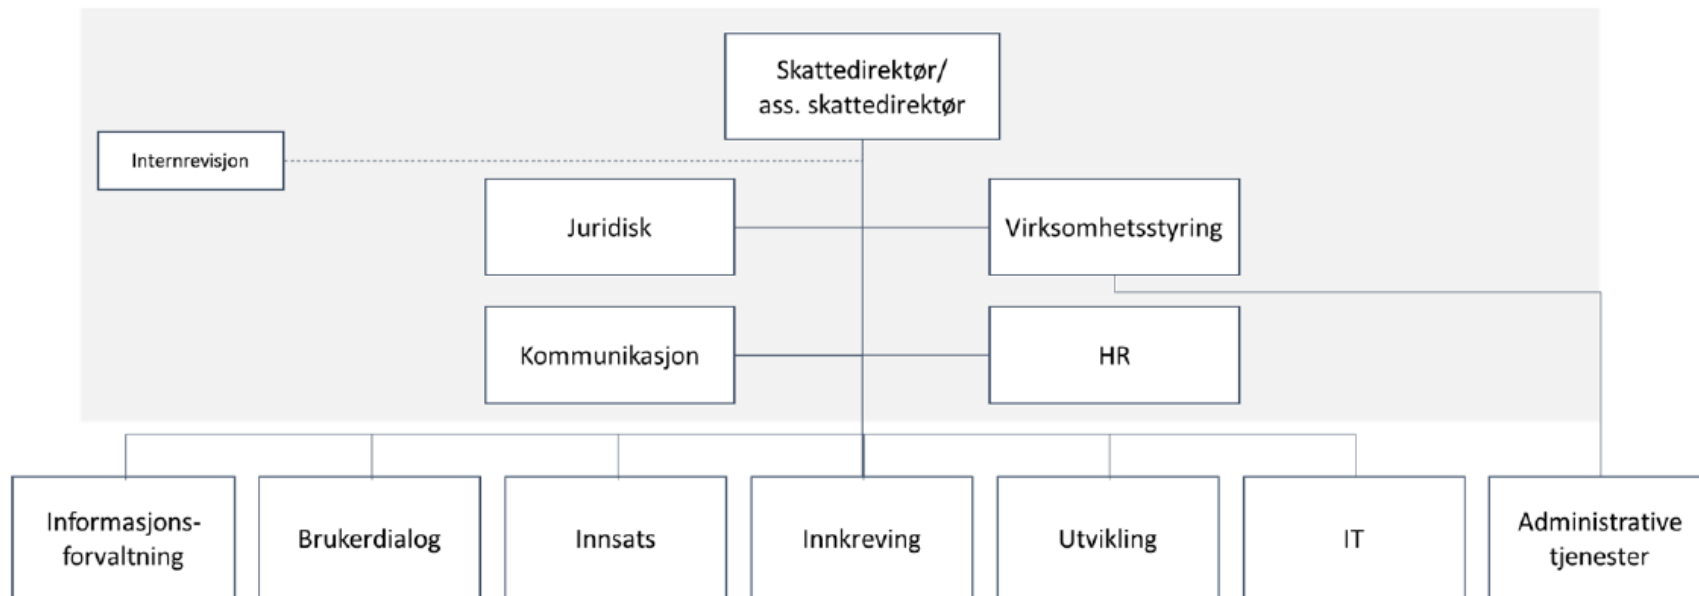 Skattedirektør/
ass. skattedirektør
Internrevisjon
Juridisk
Virksomhetsstyring
Kommunikasjon
HR
Informasjons-
forvaltning
Brukerdialog
Innsats
Innkreving
Utvikling
IT
Administrative
tjenester